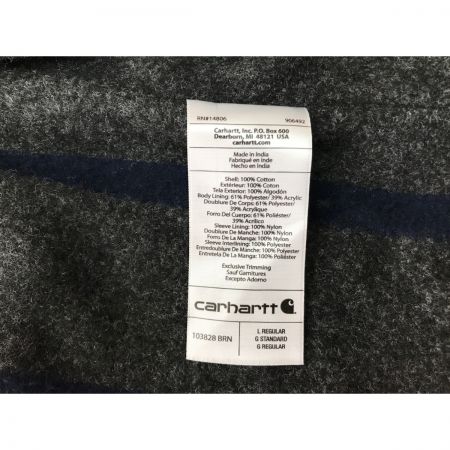 RN#14806 906492
Carhartt, Inc. P.O. Box 600
Dearborn, MI 48121 USA
carhartt.com
Made in India
Fabriqué en Inde
Hecho en India
Shell: 100% Cotton
Extérieur: 100% Coton
Tela Exterior: 100% Algodón
Body Lining: 61% Polyester/ 39% Acrylic
Doublure De Corps: 61% Polyester/
39% Acrylique
Forro Del Cuerpo: 61% Poliéster/
39% Acrílico
Sleeve Lining: 100% Nylon
Doublure De Manche: 100% Nylon
Forro De La Manga: 100% Nylon
Sleeve Interlining: 100% Polyester
Entredoublure De Manche: 100% Polyester
Entretela De La Manga: 100% Poliéster
Exclusive Trimming
Sauf Garnitures
Excepto Adorno
carhartt
103828 BRN
L REGULAR
G STANDARD
G REGULAR